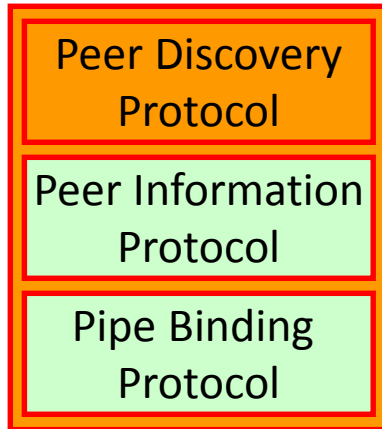 Peer Discovery
Protocol
Peer Information
Protocol
Pipe Binding
Protocol